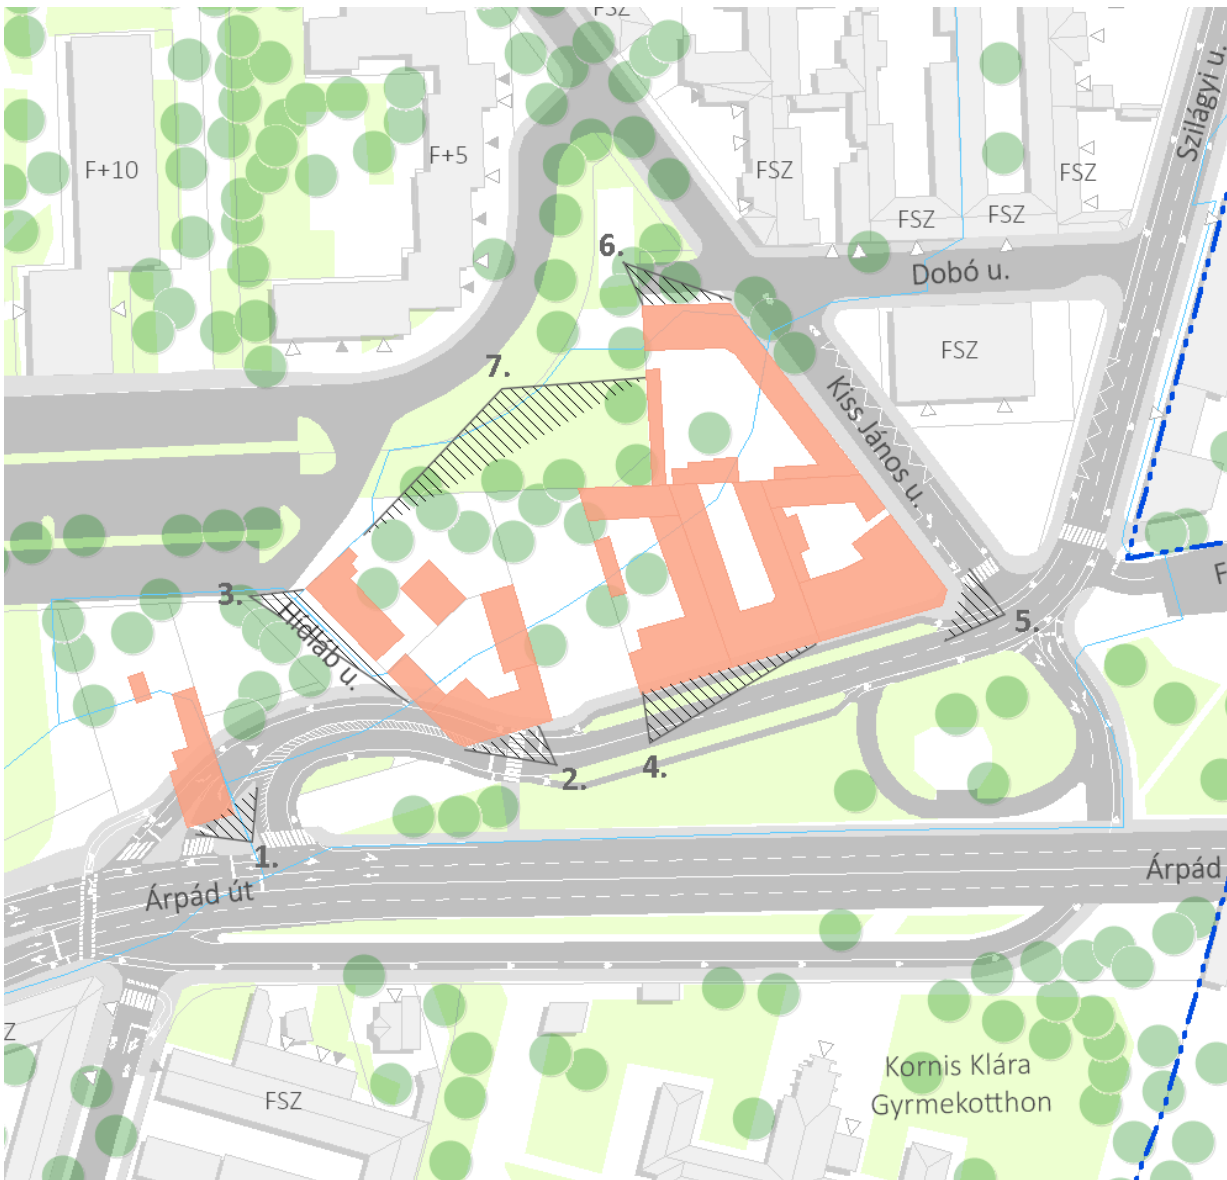 FSZ
Szilágyi u.
F+10
F+5
FSZ
FSZ
FSZ
FSZ
6.
Dobó u.
FSZ
7.
Kiss János u.
3.
Hídláb u.
5.
4.
2.
1.
Árpád út
Árpád
F
Z
FSZ
Kornis Klára
Gyrmekotthon